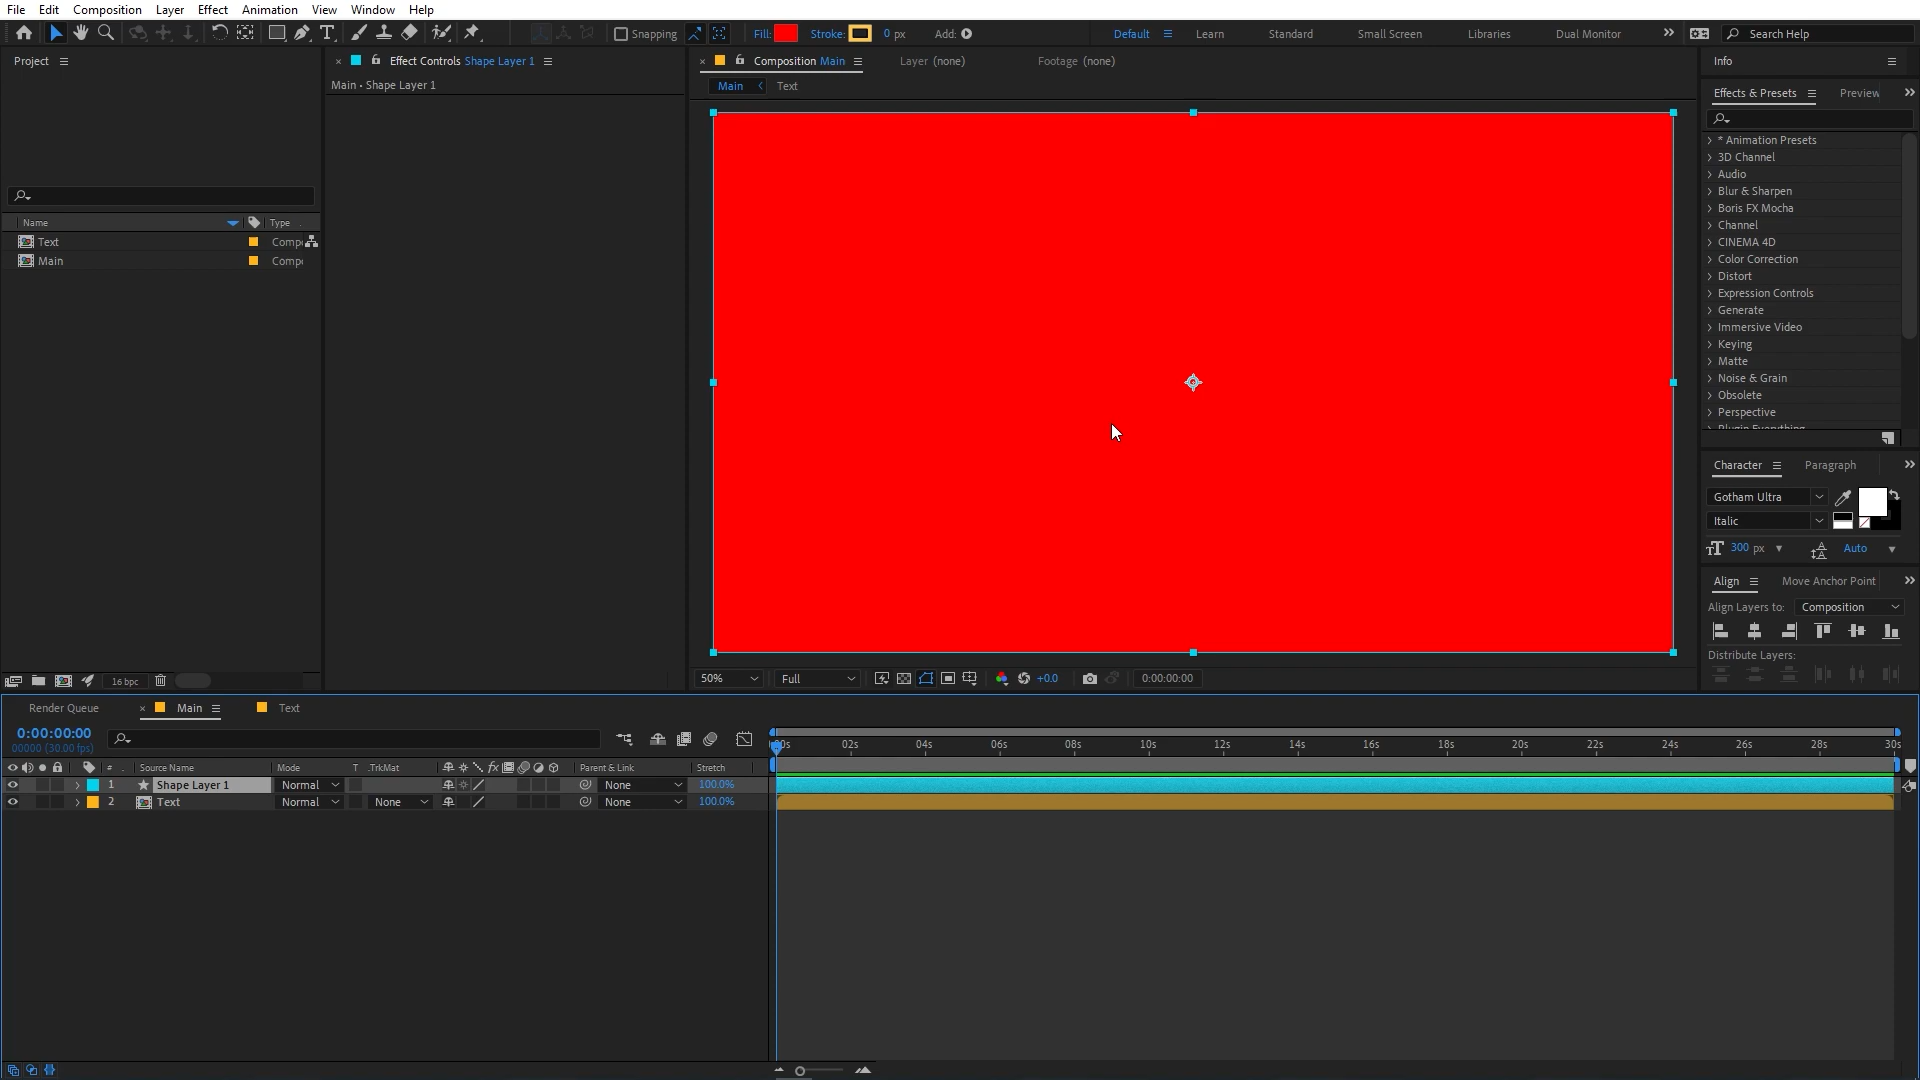 File Edit Composition Layer Effect Animation View Window Help
Snapping Fill: Stroke: 0 px Add: Default Learn Standard Small Screen Libraries Dual Monitor Search Help
Project Effect Controls Shape Layer 1 Composition Main Layer (none) Footage (none) Info
Main • Shape Layer 1 Main Text
Effects & Presets Preview
* Animation Presets
3D Channel
Audio
Blur & Sharpen
Boris FX Mocha
Channel
CINEMA 4D
Color Correction
Distort
Expression Controls
Generate
Immersive Video
Keying
Matte
Noise & Grain
Obsolete
Perspective
Plugin Everything
Name Type
Text Comp
Main Comp
Character Paragraph
Gotham Ultra
Italic
300 px Auto
Align Move Anchor Point
Align Layers to: Composition
Distribute Layers:
16 bpc 50% Full +0.0 0:00:00:00
Render Queue Main Text
0:00:00:00
00000 (30.00 fps)
00s 02s 04s 06s 08s 10s 12s 14s 16s 18s 20s 22s 24s 26s 28s 30s
# Source Name Mode T .TrkMat fx Parent & Link Stretch
1 Shape Layer 1 Normal None 100.0%
2 Text Normal None None 100.0%